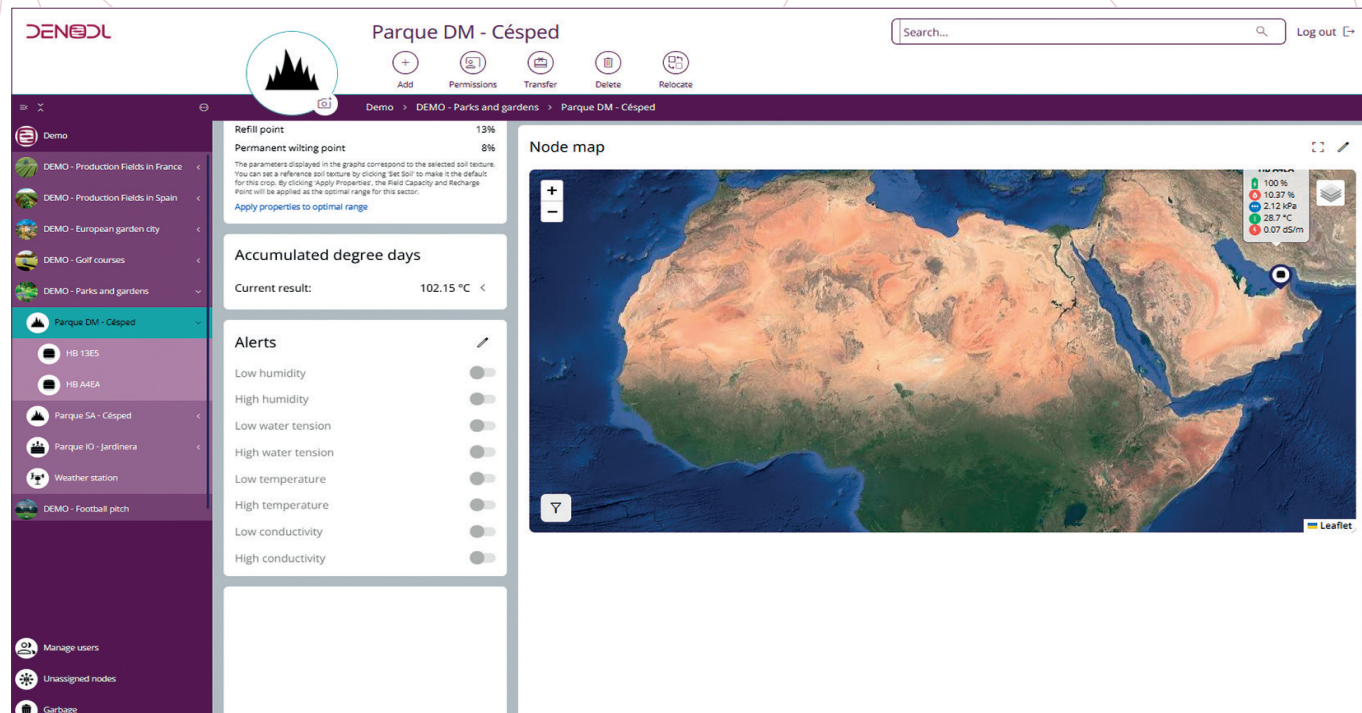 DENODL
Parque DM - Césped
Search...
Log out
Add
Permissions
Transfer
Delete
Relocate
Demo > DEMO - Parks and gardens > Parque DM - Césped
Demo
DEMO - Production Fields in France
DEMO - Production Fields in Spain
DEMO - European garden city
DEMO - Golf courses
DEMO - Parks and gardens
Parque DM - Césped
HB 13E5
HB A4EA
Parque SA - Césped
Parque IO - Jardinera
Weather station
DEMO - Football pitch
Manage users
Unassigned nodes
Garbage
Refill point 13%
Permanent wilting point 8%
The parameters displayed in the graphs correspond to the selected soil texture.
You can set a reference soil texture by clicking 'Set Soil' to make it the default
for this crop. By clicking 'Apply Properties', the Field Capacity and Recharge
Point will be applied as the optimal range for this sector.
Apply properties to optimal range
Accumulated degree days
Current result: 102.15 °C <
Alerts
Low humidity
High humidity
Low water tension
High water tension
Low temperature
High temperature
Low conductivity
High conductivity
Node map
+
−
HB A4EA
100 %
10.37 %
2.12 kPa
28.7 °C
0.07 dS/m
Leaflet